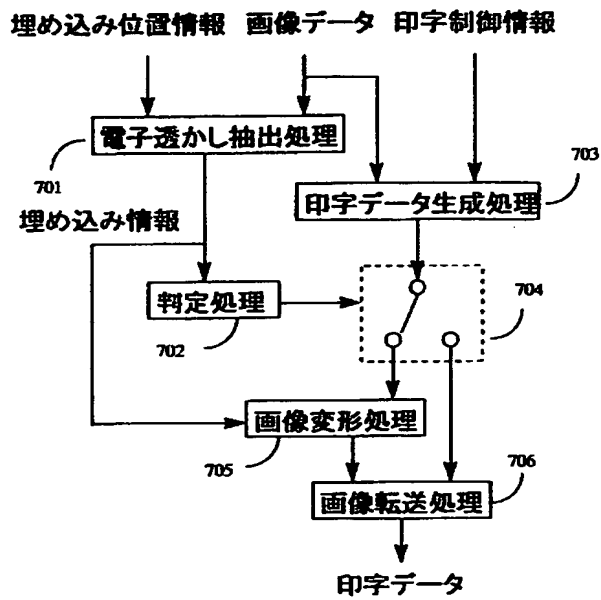 埋め込み位置情報 画像データ 印字制御情報
電子透かし抽出処理
701
703
印字データ生成処理
埋め込み情報
判定処理
702
704
画像変形処理
705
706
画像転送処理
印字データ